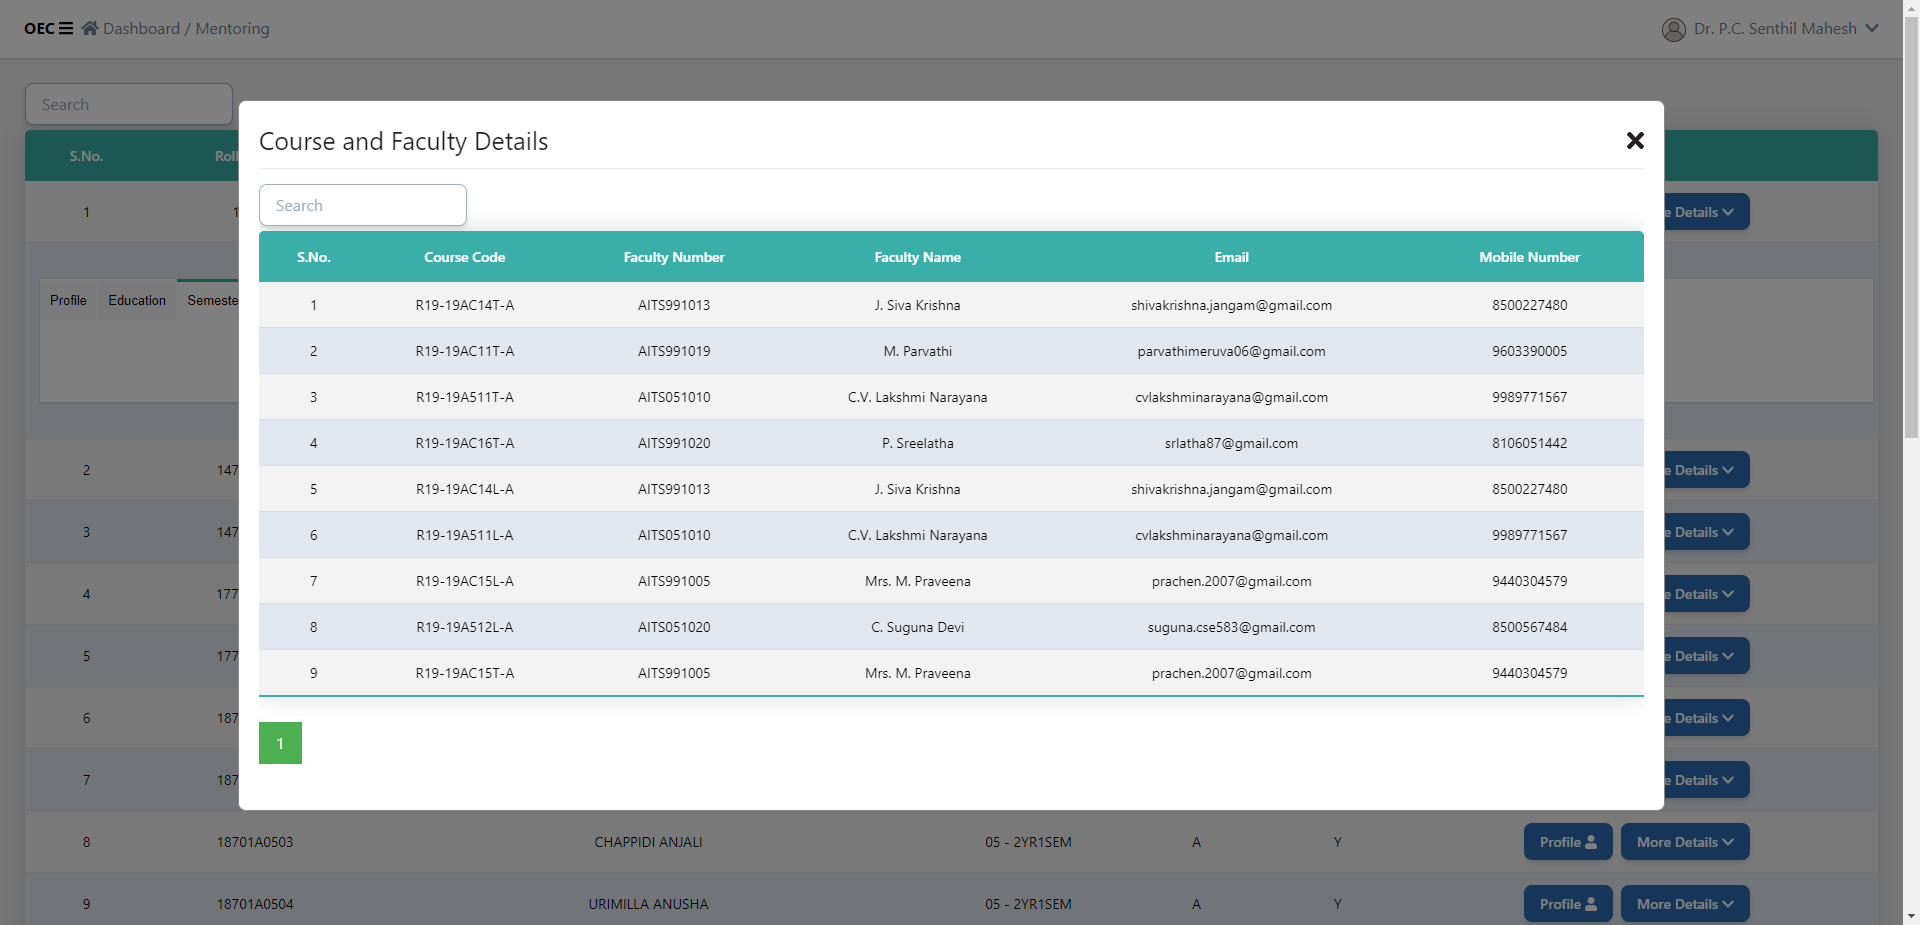 OEC Dashboard / Mentoring
Dr. P.C. Senthil Mahesh
Search
S.No. Roll
1 1 e Details
Profile Education Semeste
2 147 e Details
3 147 e Details
4 177 e Details
5 177 e Details
6 187 e Details
7 187 e Details
8 18701A0503 CHAPPIDI ANJALI 05 - 2YR1SEM A Y Profile More Details
9 18701A0504 URIMILLA ANUSHA 05 - 2YR1SEM A Y Profile More Details
Course and Faculty Details
Search
S.No. Course Code Faculty Number Faculty Name Email Mobile Number
1 R19-19AC14T-A AITS991013 J. Siva Krishna shivakrishna.jangam@gmail.com 8500227480
2 R19-19AC11T-A AITS991019 M. Parvathi parvathimeruva06@gmail.com 9603390005
3 R19-19A511T-A AITS051010 C.V. Lakshmi Narayana cvlakshminarayana@gmail.com 9989771567
4 R19-19AC16T-A AITS991020 P. Sreelatha srlatha87@gmail.com 8106051442
5 R19-19AC14L-A AITS991013 J. Siva Krishna shivakrishna.jangam@gmail.com 8500227480
6 R19-19A511L-A AITS051010 C.V. Lakshmi Narayana cvlakshminarayana@gmail.com 9989771567
7 R19-19AC15L-A AITS991005 Mrs. M. Praveena prachen.2007@gmail.com 9440304579
8 R19-19A512L-A AITS051020 C. Suguna Devi suguna.cse583@gmail.com 8500567484
9 R19-19AC15T-A AITS991005 Mrs. M. Praveena prachen.2007@gmail.com 9440304579
1